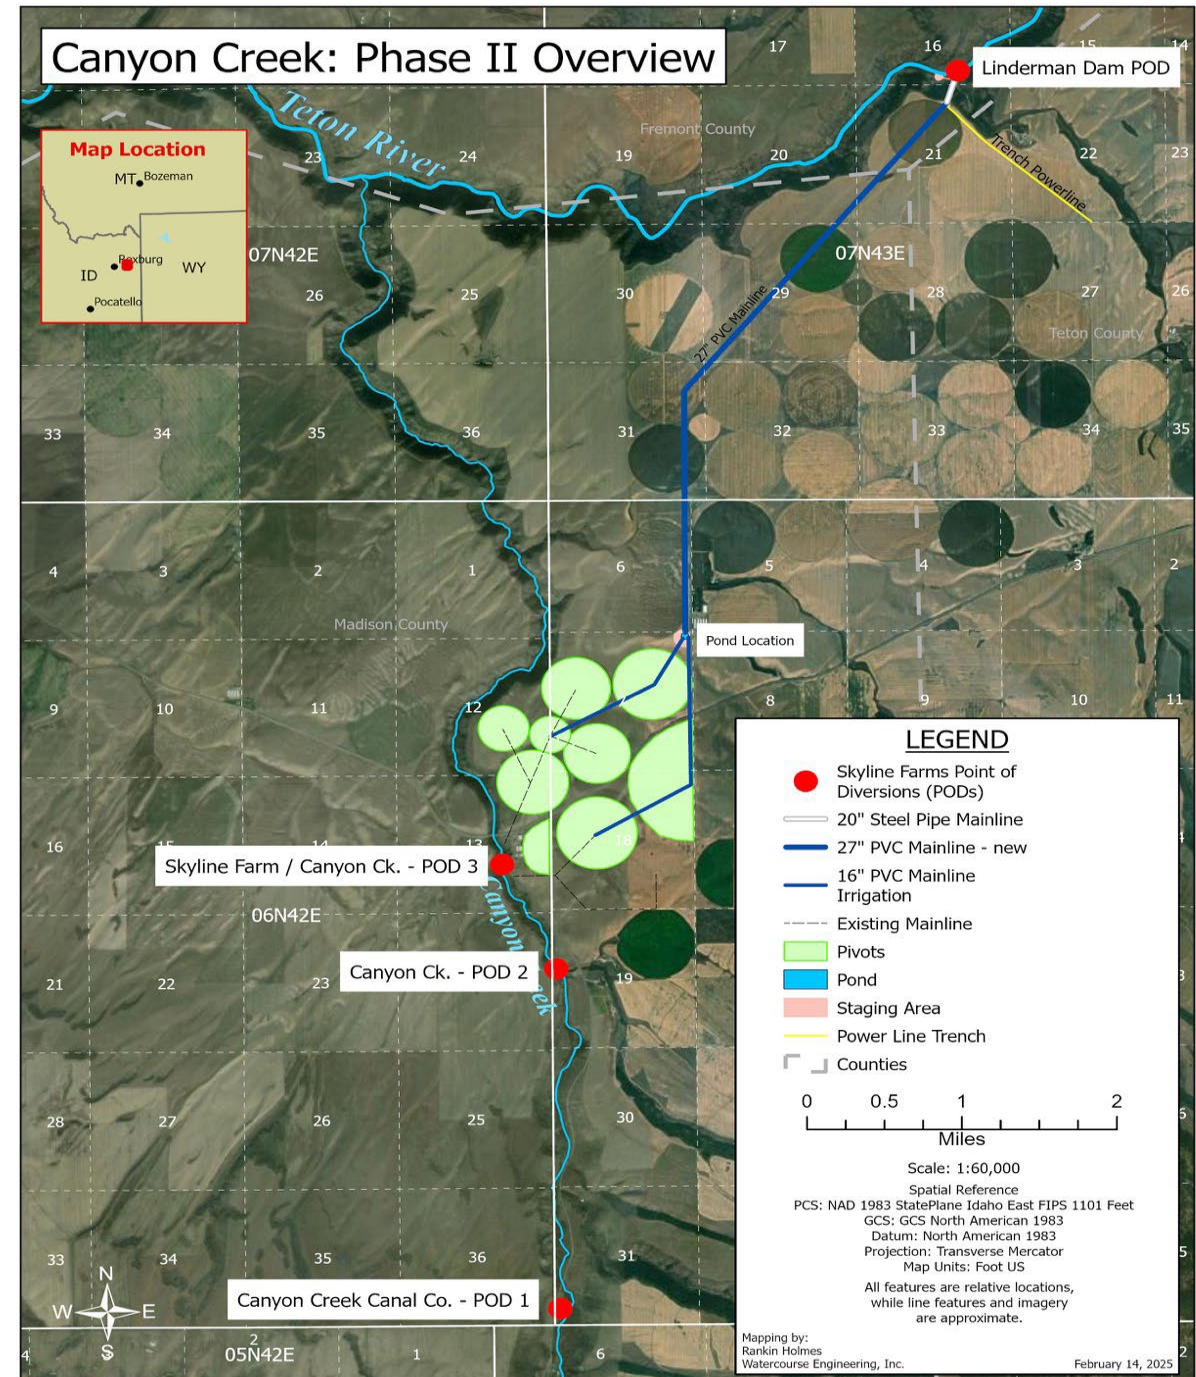 Canyon Creek: Phase II Overview
17
16
15
14
Linderman Dam POD
Teton River
Fremont County
Map Location
MT
Bozeman
Rexburg
ID
WY
Pocatello
23
24
19
20
21
22
23
Trench Powerline
07N42E
07N43E
26
25
30
29
28
27
26
27" PVC Mainline
Teton County
33
34
35
36
31
32
33
34
35
4
3
2
1
6
5
4
3
2
Madison County
Pond Location
9
10
11
12
8
9
10
11
16
15
14
13
18
Skyline Farm / Canyon Ck. - POD 3
06N42E
Canyon
Canyon Ck. - POD 2
21
22
23
19
28
27
26
25
30
33
34
35
36
31
N
W
E
S
Canyon Creek Canal Co. - POD 1
4
2
05N42E
1
6
LEGEND
Skyline Farms Point of
Diversions (PODs)
20" Steel Pipe Mainline
27" PVC Mainline - new
16" PVC Mainline
Irrigation
Existing Mainline
Pivots
Pond
Staging Area
Power Line Trench
Counties
0
0.5
1
2
Miles
Scale: 1:60,000
Spatial Reference
PCS: NAD 1983 StatePlane Idaho East FIPS 1101 Feet
GCS: GCS North American 1983
Datum: North American 1983
Projection: Transverse Mercator
Map Units: Foot US
All features are relative locations,
while line features and imagery
are approximate.
Mapping by:
Rankin Holmes
Watercourse Engineering, Inc.
February 14, 2025